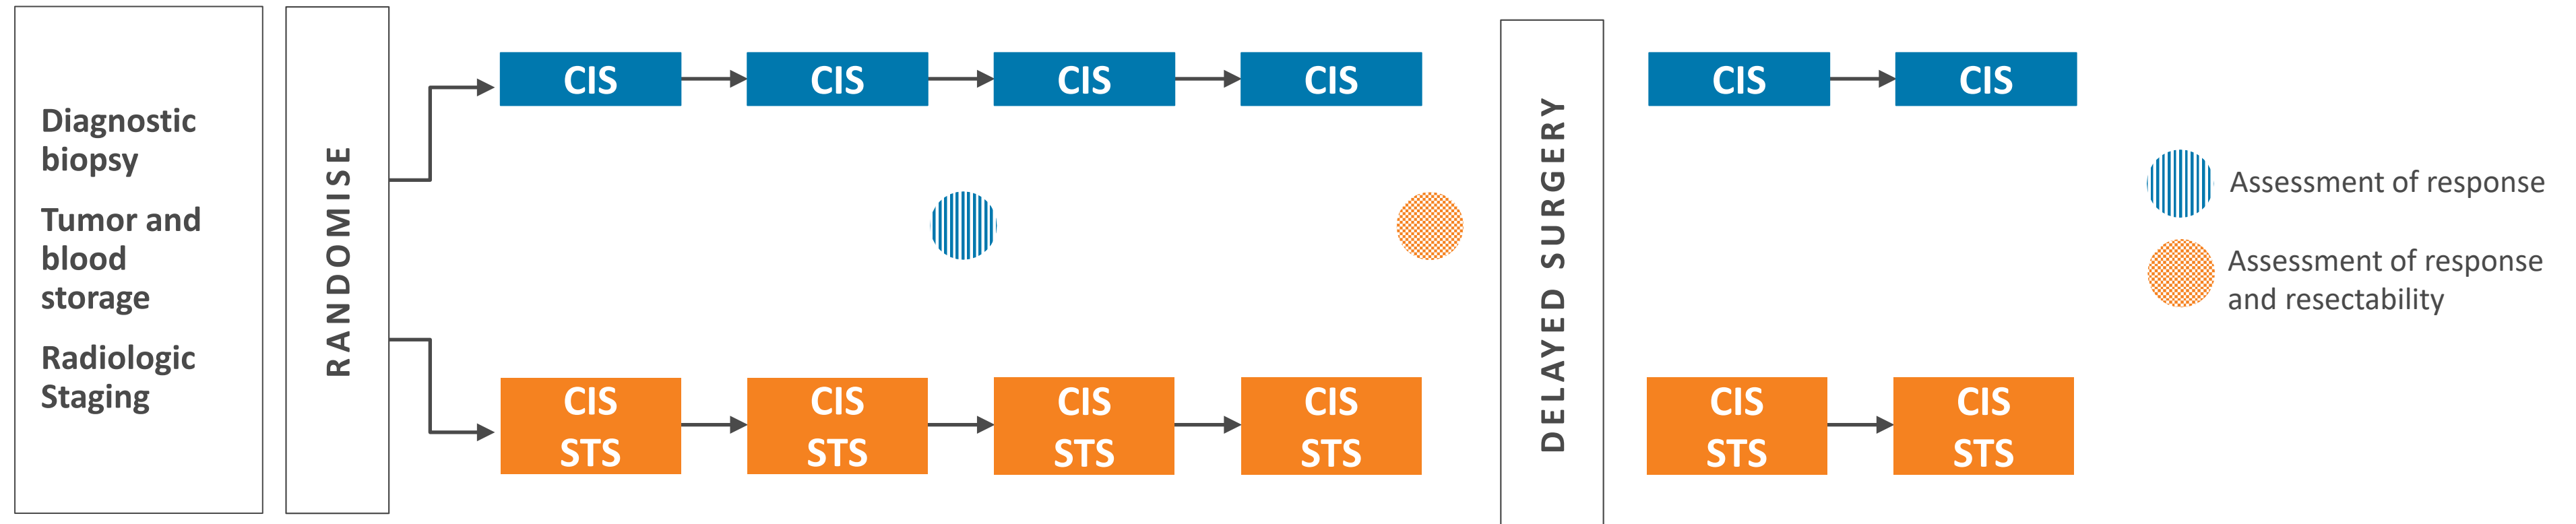 Diagnostic
biopsy
Tumor and
blood
storage
Radiologic
Staging
RANDOMISE
CIS
CIS
CIS
CIS
CIS
STS
CIS
STS
CIS
STS
CIS
STS
DELAYED SURGERY
CIS
CIS
CIS
STS
CIS
STS
Assessment of response
Assessment of response
and resectability